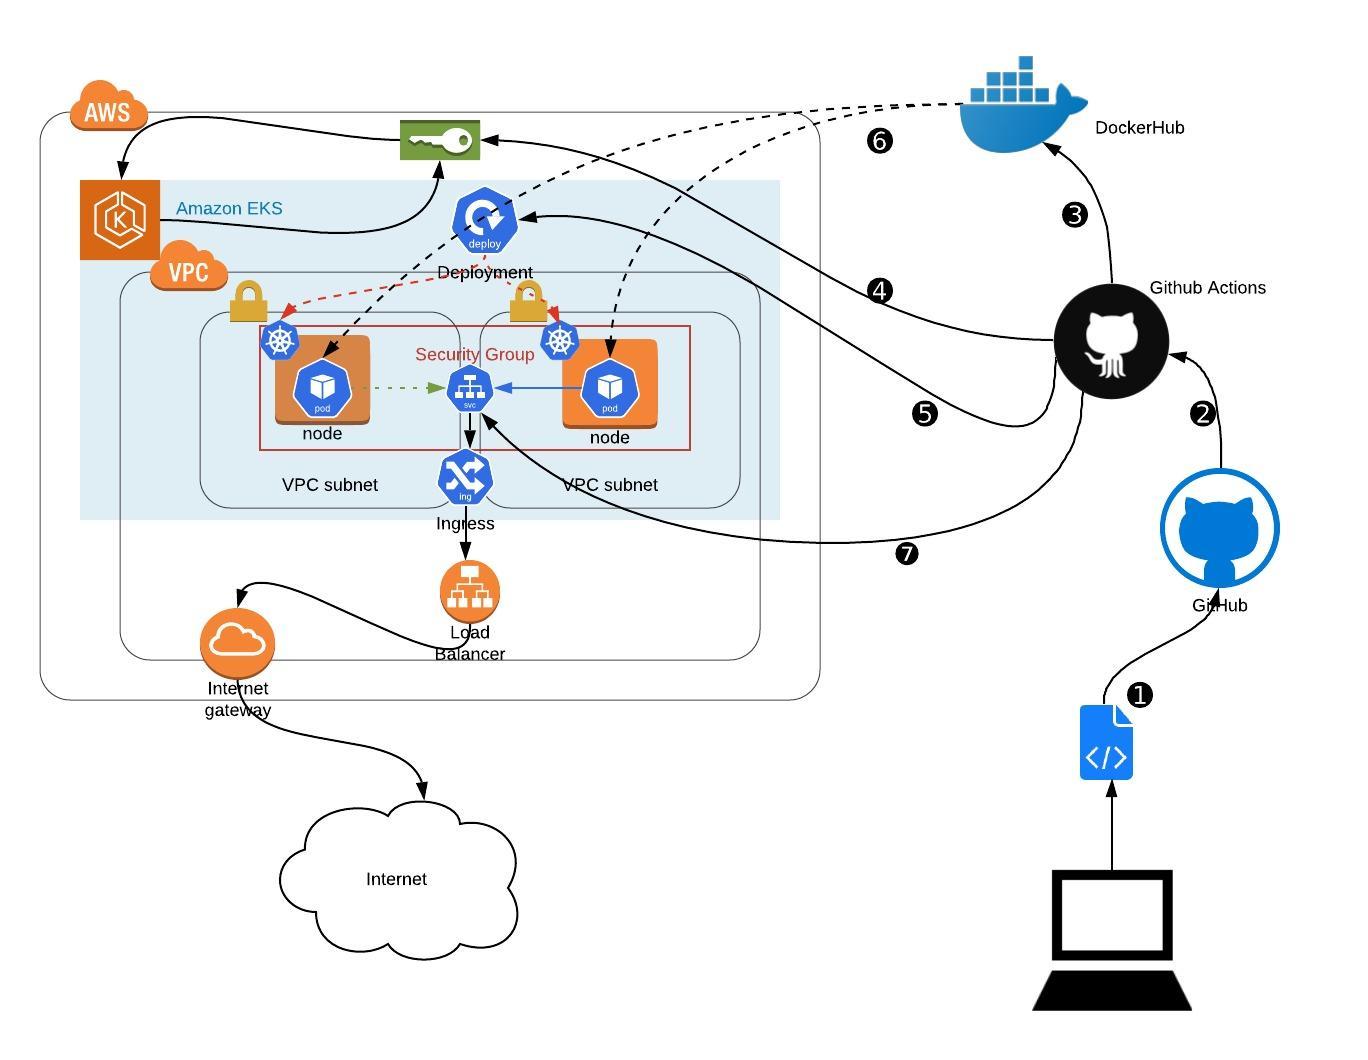 AWS
DockerHub
❻
Amazon EKS
K
❸
deploy
VPC
Deployment
❹
Github Actions
Security Group
svc
pod
pod
node
node
❺
❷
VPC subnet
VPC subnet
ing
Ingress
❼
GitHub
Load
Balancer
Internet
gateway
❶
</>
Internet